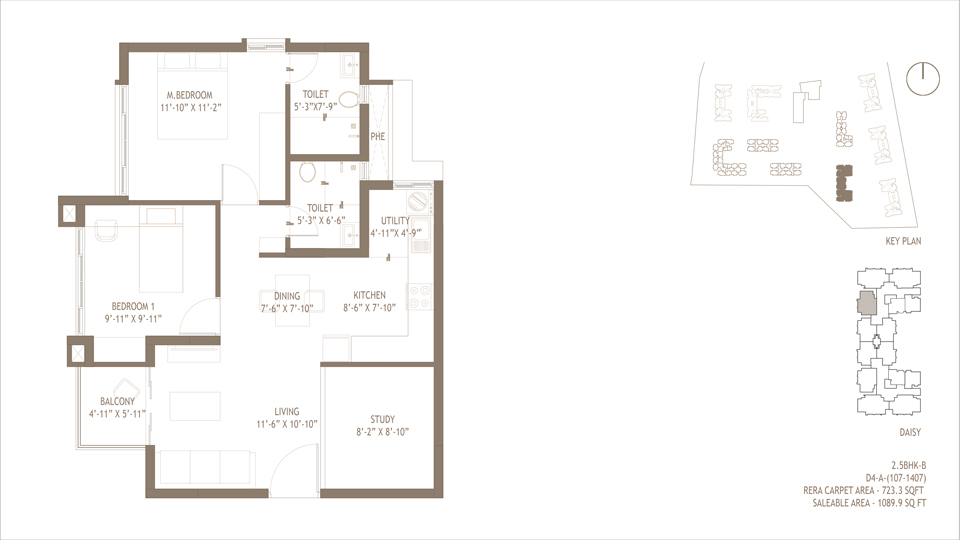 M.BEDROOM
11'-10" X 11'-2"
TOILET
5'-3"X7'-9"
PHE
TOILET
5'-3" X 6'-6"
UTILITY
4'-11"X 4'-9"
BEDROOM 1
9'-11" X 9'-11"
DINING
7'-6" X 7'-10"
KITCHEN
8'-6" X 7'-10"
BALCONY
4'-11" X 5'-11"
LIVING
11'-6" X 10'-10"
STUDY
8'-2" X 8'-10"
KEY PLAN
DAISY
2.5BHK-B
D4-A-(107-1407)
RERA CARPET AREA - 723.3 SQFT
SALEABLE AREA - 1089.9 SQ FT